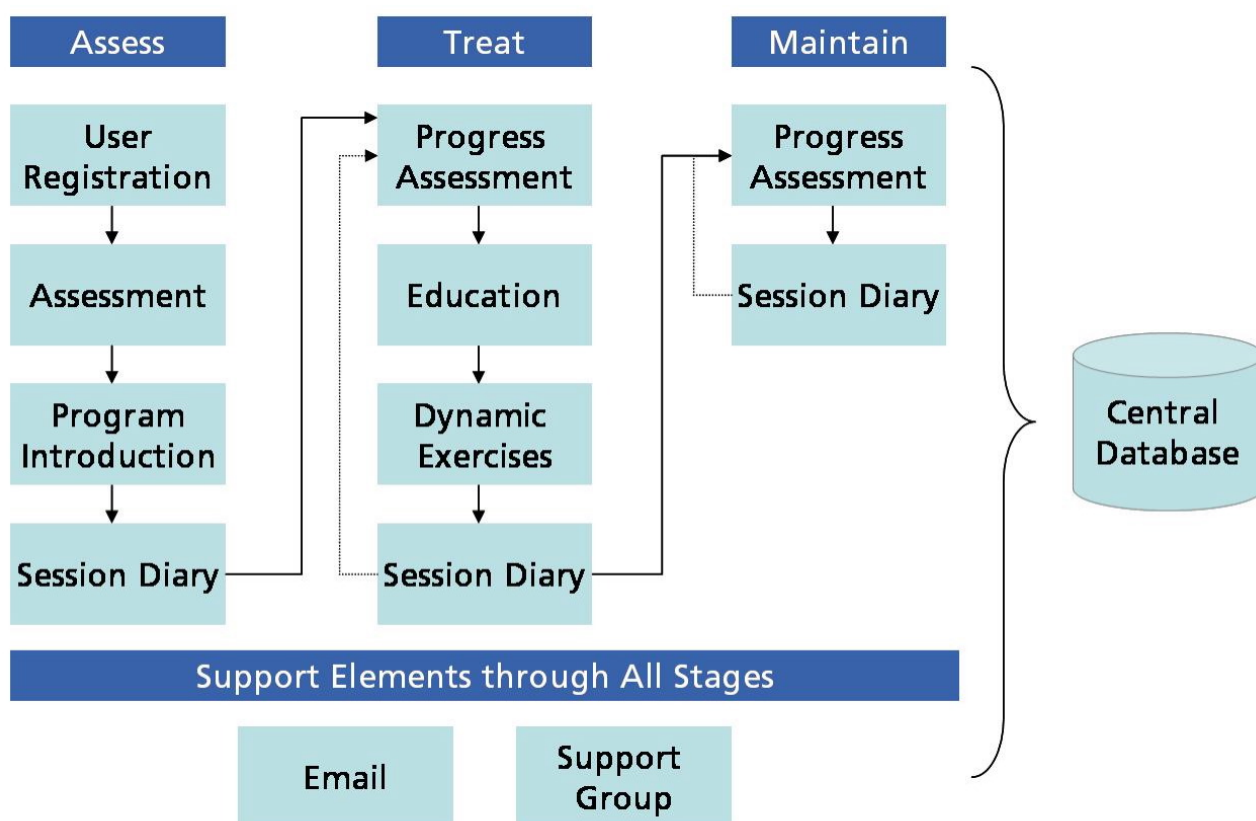 Assess
User
Registration
Assessment
Program
Introduction
Session Diary
Treat
Progress
Assessment
Education
Dynamic
Exercises
Session Diary
Maintain
Progress
Assessment
Session Diary
Central
Database
Support Elements through All Stages
Email
Support
Group